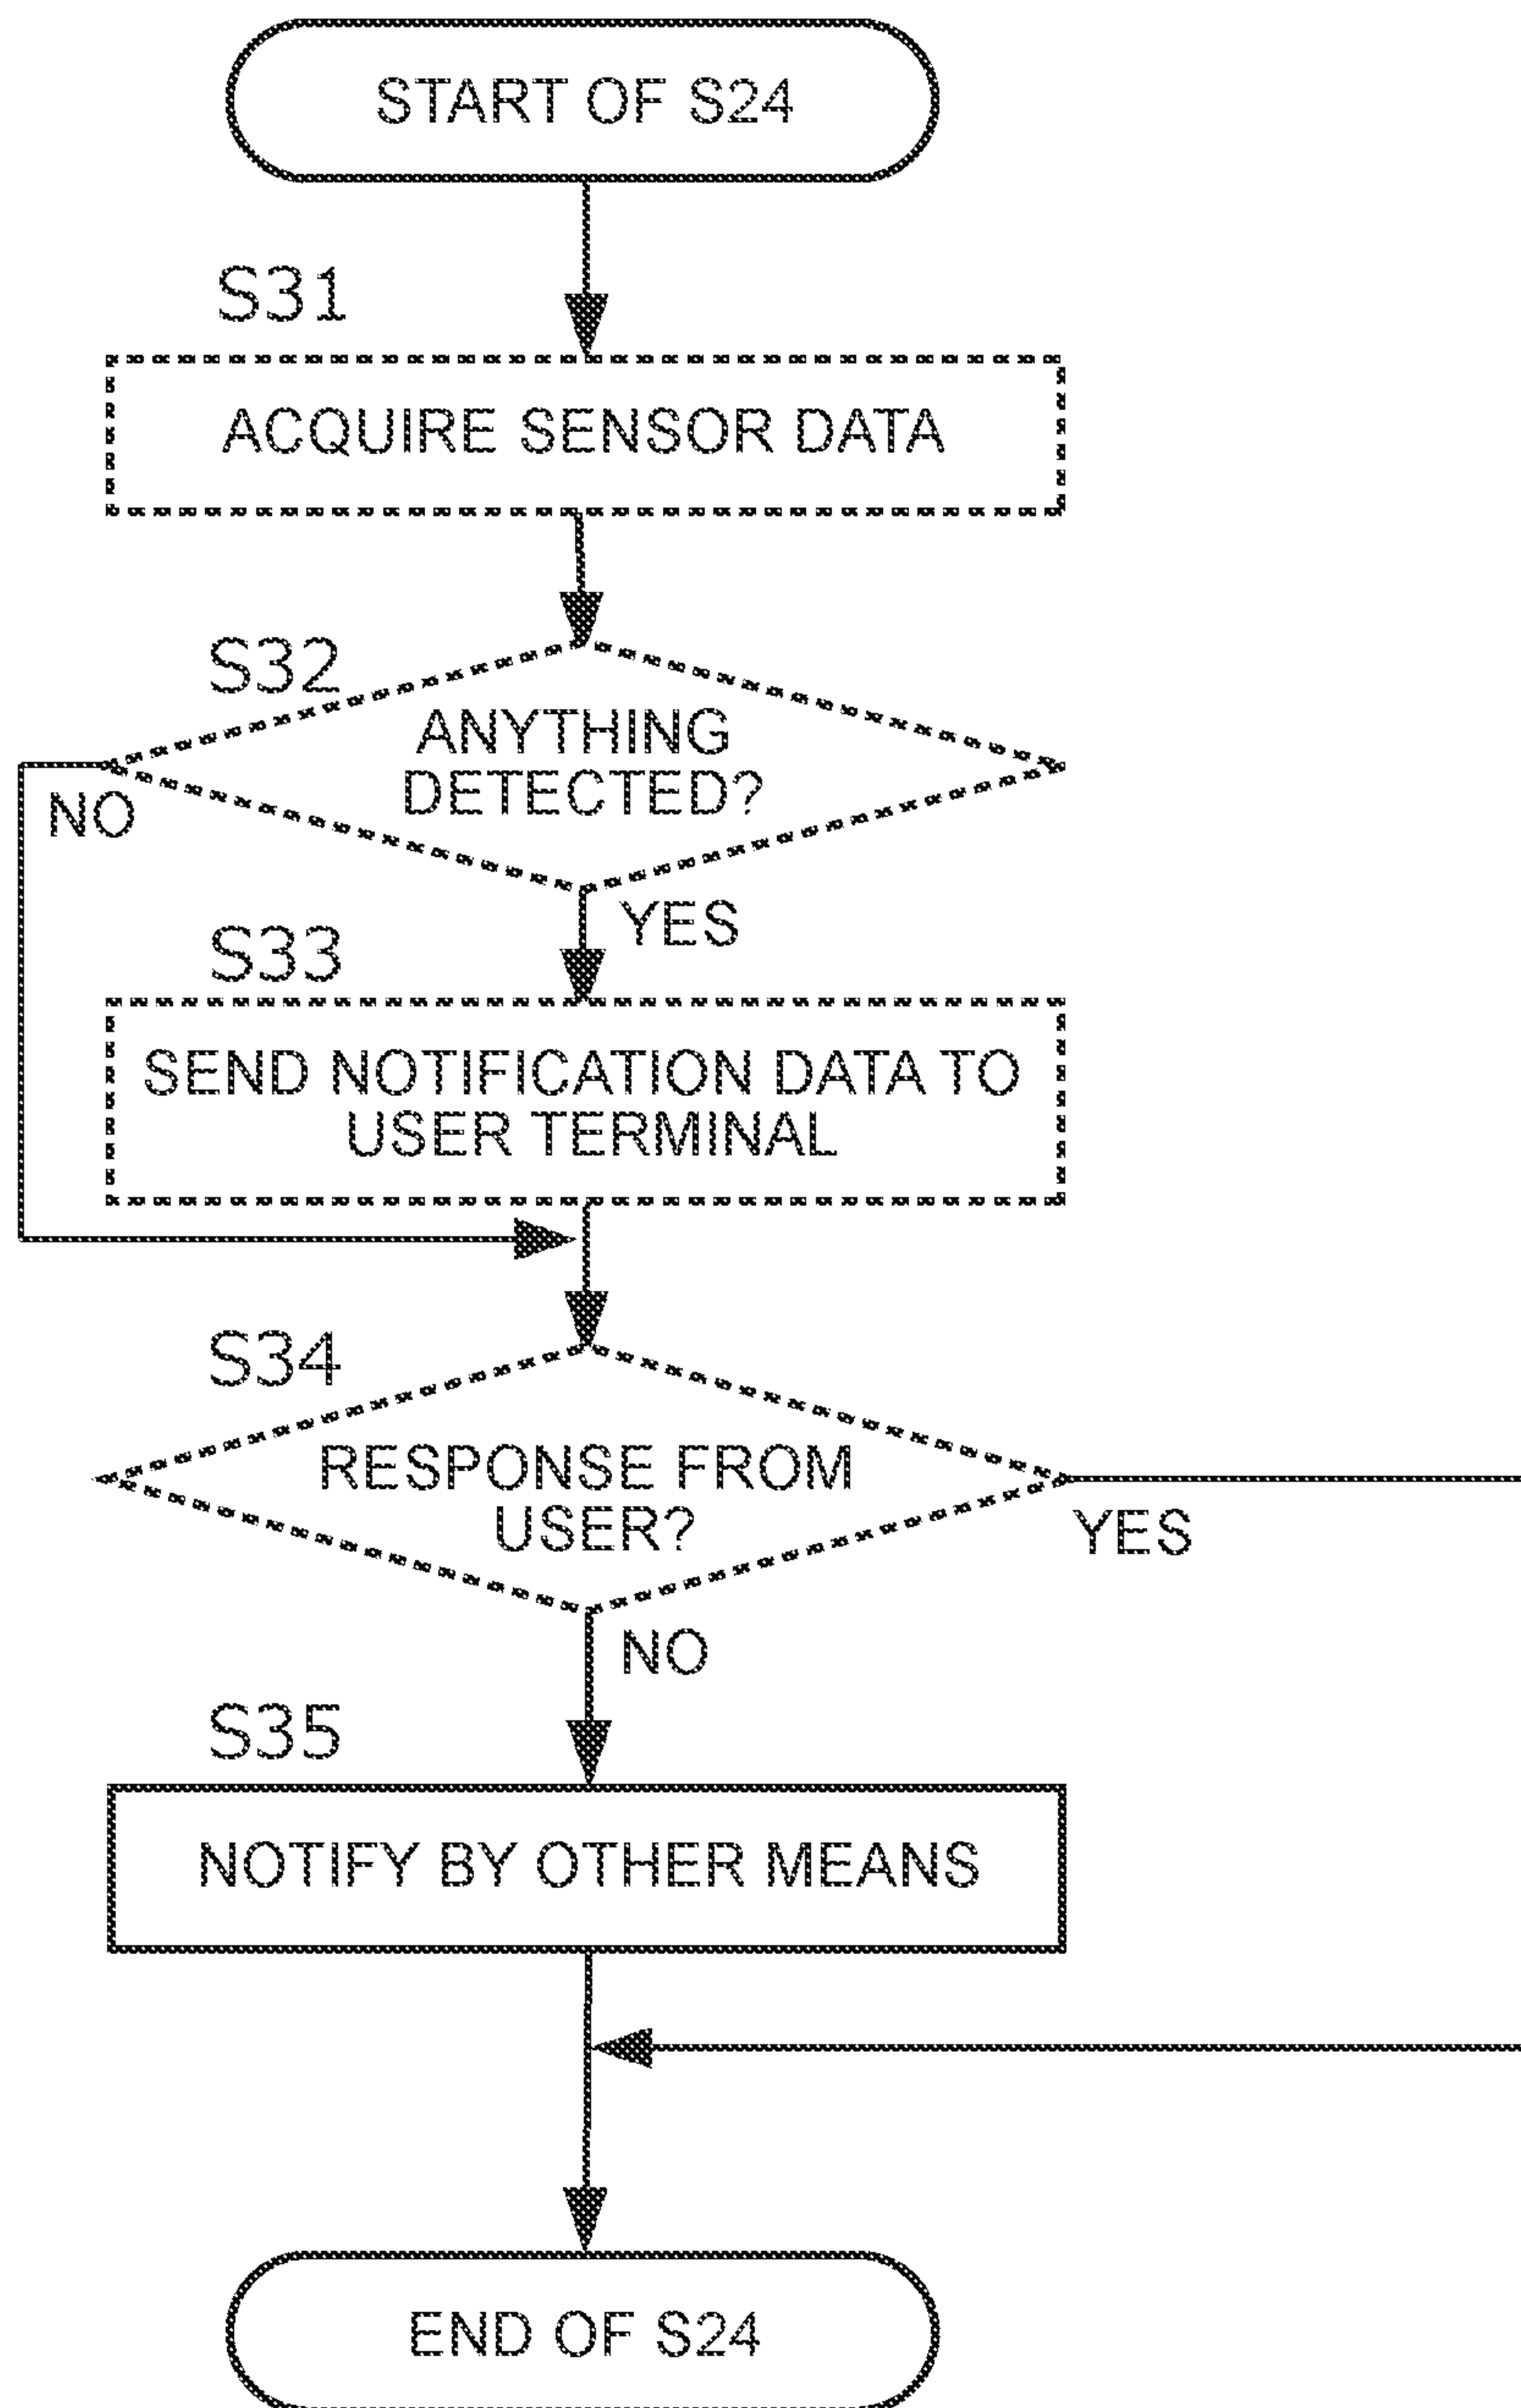 START OF S24
S31
ACQUIRE SENSOR DATA
S32
ANYTHING
DETECTED?
NO
YES
S33
SEND NOTIFICATION DATA TO
USER TERMINAL
S34
RESPONSE FROM
USER?
YES
NO
S35
NOTIFY BY OTHER MEANS
END OF S24